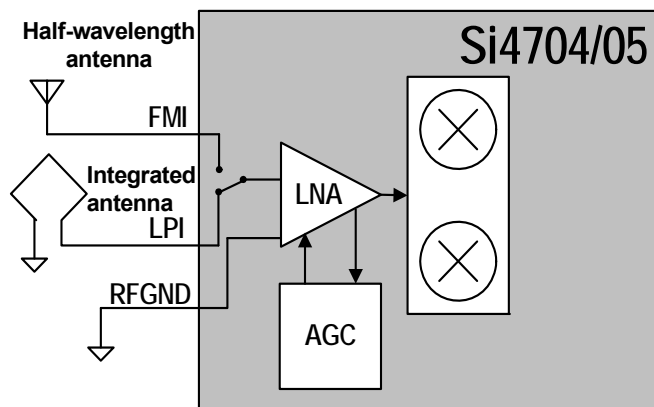 Half-wavelength
antenna
Si4704/05
FMI
Integrated
antenna
LPI
LNA
RFGND
AGC